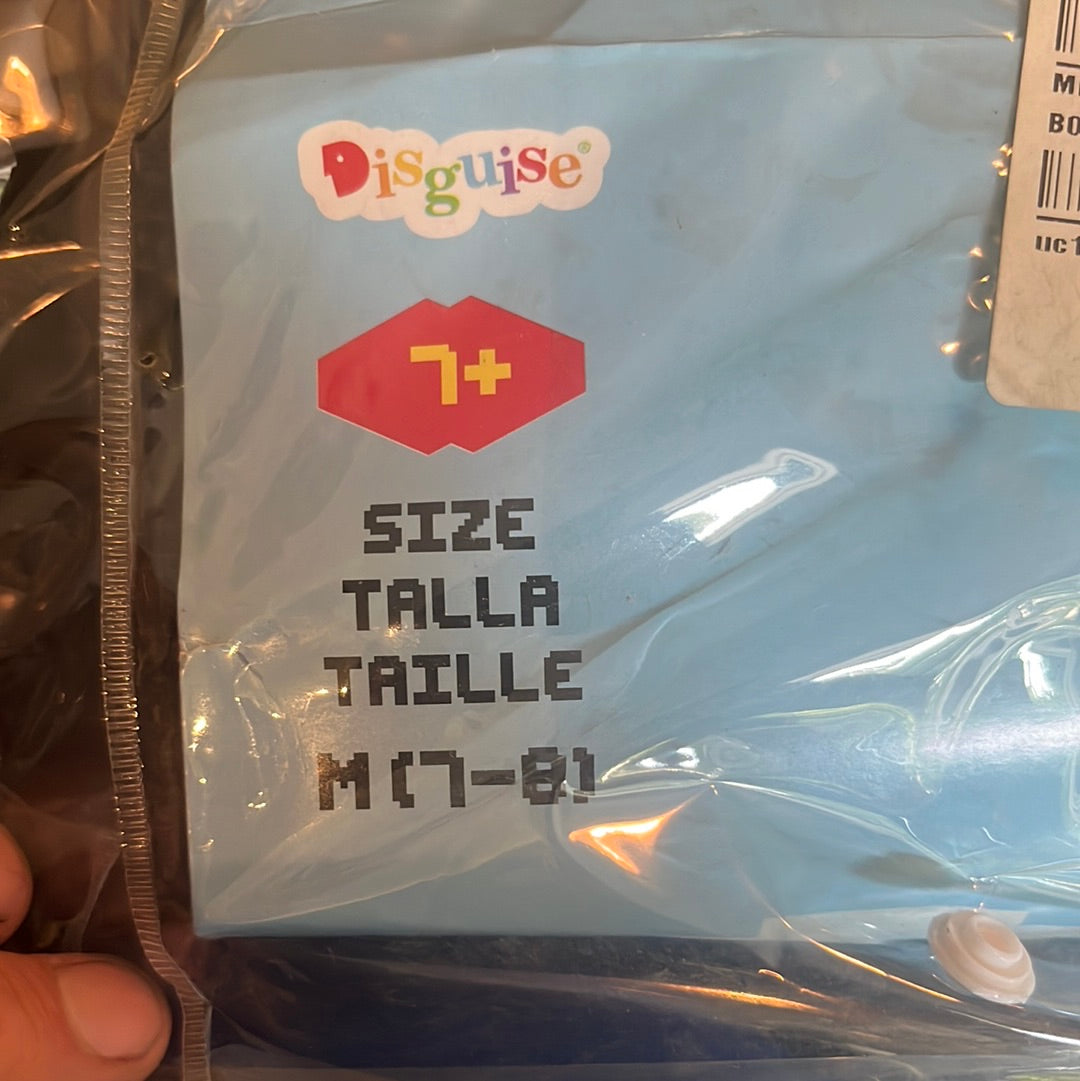 Disguise®
7+
SIZE
TALLA
TAILLE
M (7-8)